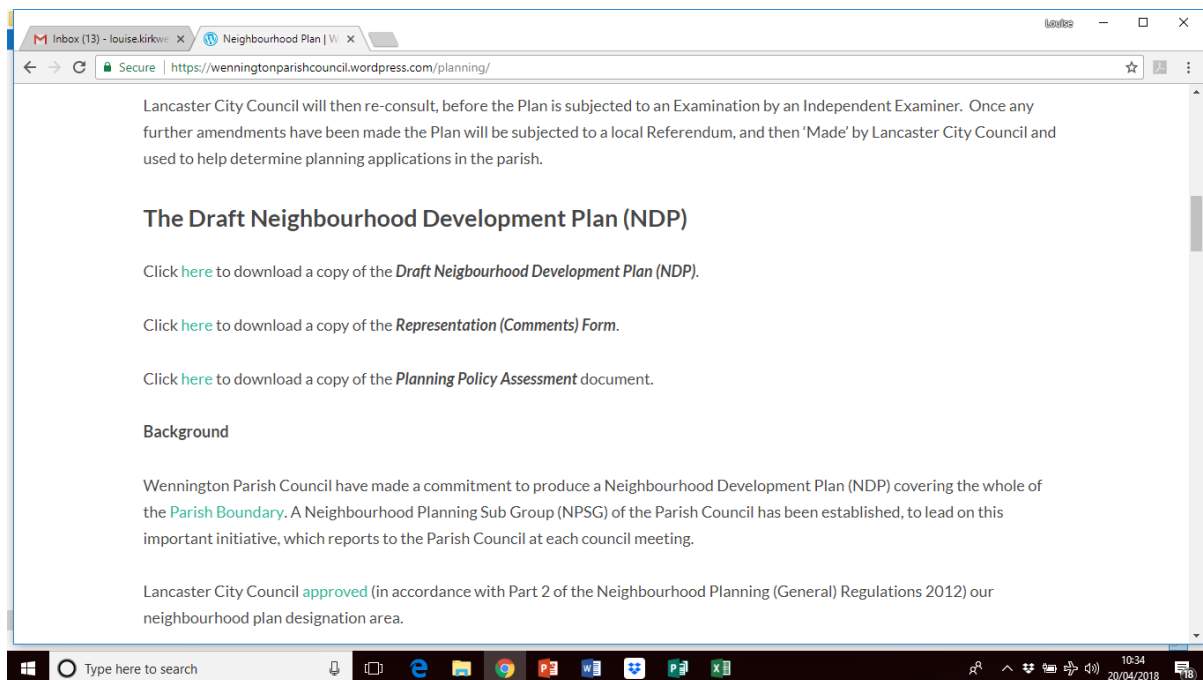 Louise
Inbox (13) - louise.kirkwe
Neighbourhood Plan | W
Secure | https://wenningtonparishcouncil.wordpress.com/planning/
Lancaster City Council will then re-consult, before the Plan is subjected to an Examination by an Independent Examiner. Once any
further amendments have been made the Plan will be subjected to a local Referendum, and then ‘Made’ by Lancaster City Council and
used to help determine planning applications in the parish.
The Draft Neighbourhood Development Plan (NDP)
Click here to download a copy of the Draft Neigbourhood Development Plan (NDP).
Click here to download a copy of the Representation (Comments) Form.
Click here to download a copy of the Planning Policy Assessment document.
Background
Wennington Parish Council have made a commitment to produce a Neighbourhood Development Plan (NDP) covering the whole of
the Parish Boundary. A Neighbourhood Planning Sub Group (NPSG) of the Parish Council has been established, to lead on this
important initiative, which reports to the Parish Council at each council meeting.
Lancaster City Council approved (in accordance with Part 2 of the Neighbourhood Planning (General) Regulations 2012) our
neighbourhood plan designation area.
Type here to search
10:34
20/04/2018
18